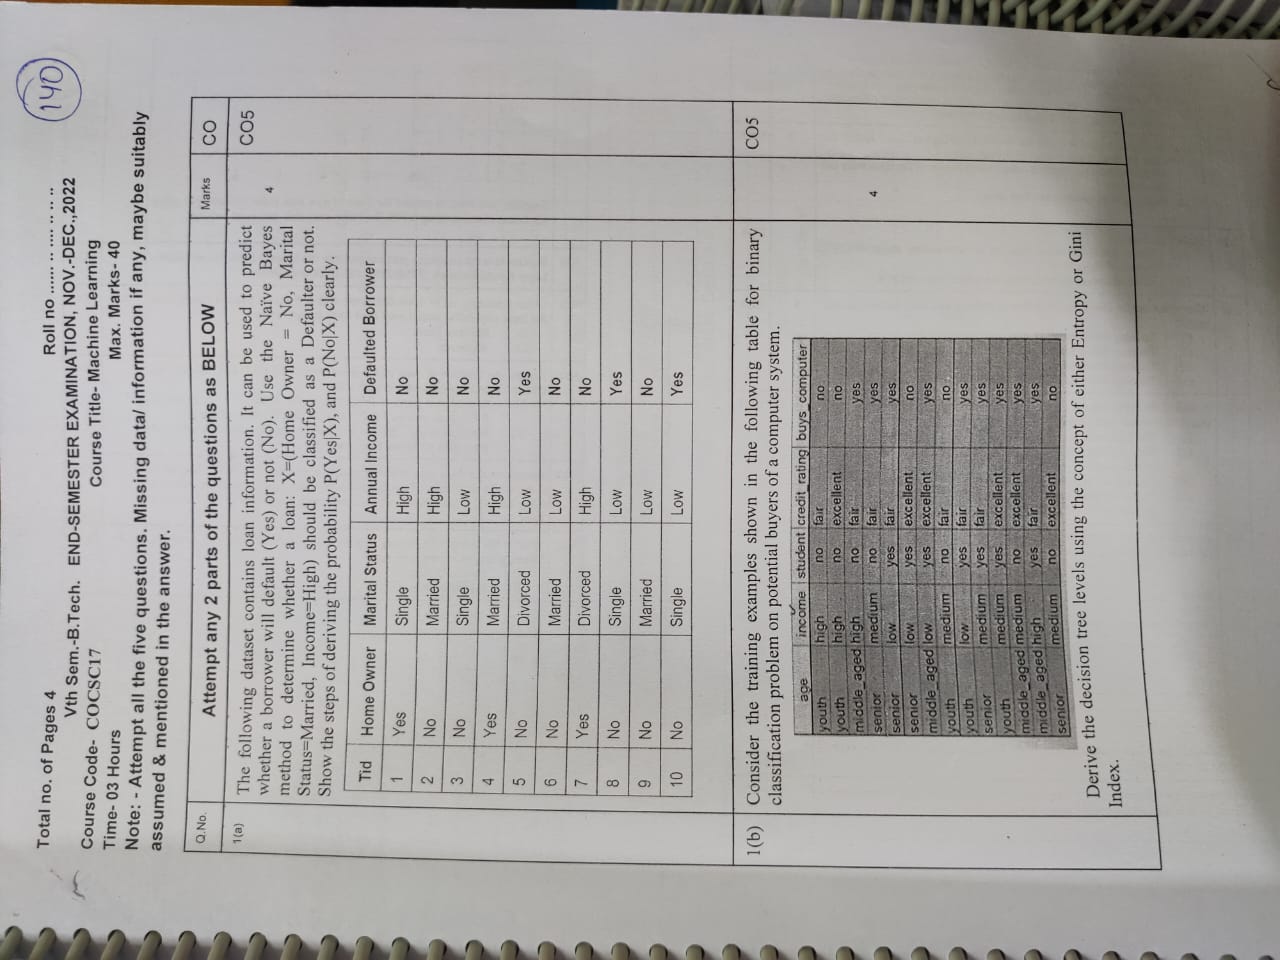 Total no. of Pages 4 Roll no ....... .. .... .. .. ..
140
Vth Sem.-B.Tech. END-SEMESTER EXAMINATION, NOV.-DEC.,2022
Course Code- COCSC17 Course Title- Machine Learning
Time- 03 Hours Max. Marks- 40
Note: - Attempt all the five questions. Missing data/ information if any, maybe suitably
assumed & mentioned in the answer.
Q.No. Attempt any 2 parts of the questions as BELOW Marks CO
1(a) The following dataset contains loan information. It can be used to predict CO5
whether a borrower will default (Yes) or not (No). Use the Naïve Bayes 4
method to determine whether a loan: X=(Home Owner = No, Marital
Status=Married, Income=High) should be classified as a Defaulter or not.
Show the steps of deriving the probability P(Yes|X), and P(No|X) clearly.
Tid Home Owner Marital Status Annual Income Defaulted Borrower
1 Yes Single High No
2 No Married High No
3 No Single Low No
4 Yes Married High No
5 No Divorced Low Yes
6 No Married Low No
7 Yes Divorced High No
8 No Single Low Yes
9 No Married Low No
10 No Single Low Yes
1(b) Consider the training examples shown in the following table for binary CO5
classification problem on potential buyers of a computer system.
age income student credit_rating buys_computer
youth high no fair no
youth high no excellent no
middle_aged high no fair yes
senior medium no fair yes
senior low yes fair yes
senior low yes excellent no
middle_aged low yes excellent yes
youth medium no fair no
youth low yes fair yes
senior medium yes fair yes
youth medium yes excellent yes
middle_aged medium no excellent yes
middle_aged high yes fair yes
senior medium no excellent no
4
Derive the decision tree levels using the concept of either Entropy or Gini
Index.